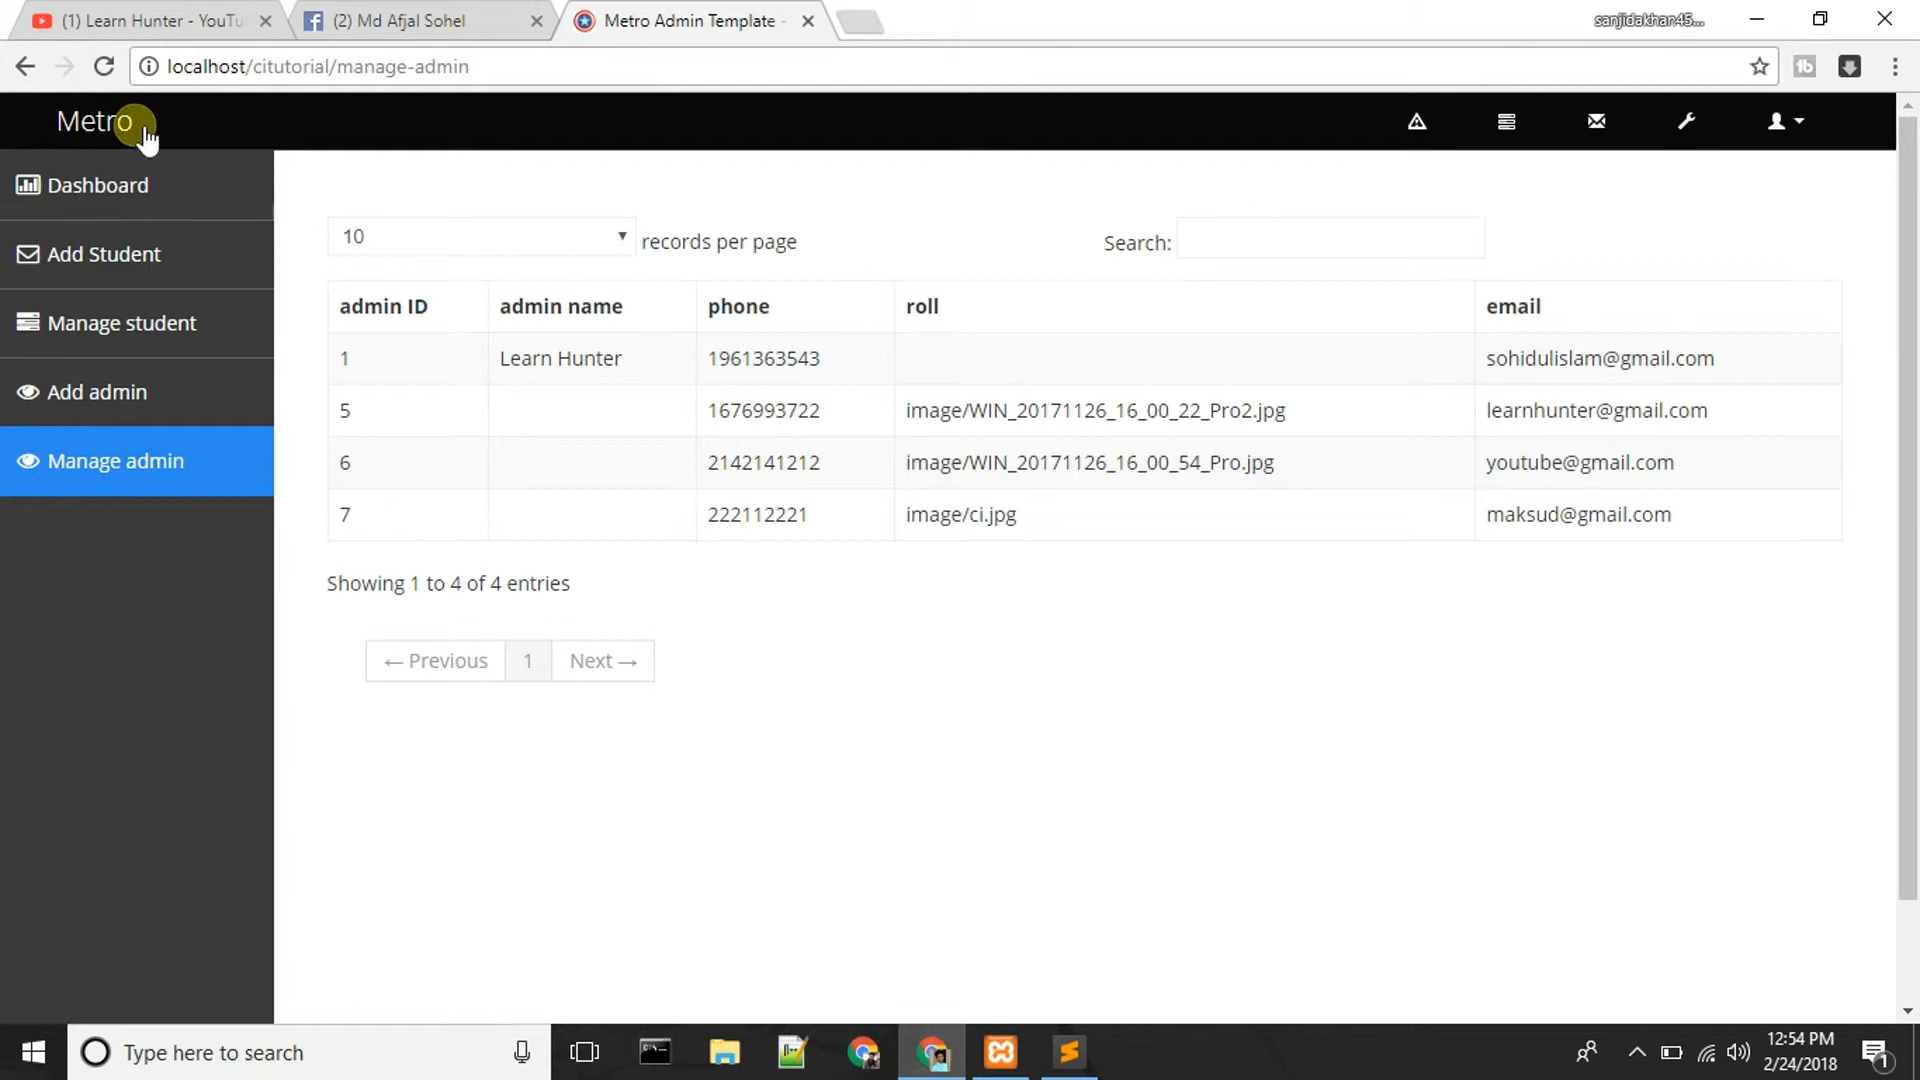 (1) Learn Hunter - YouTu
(2) Md Afjal Sohel
Metro Admin Template -
sanjidakhan45...
localhost/citutorial/manage-admin
Metro
Dashboard
Add Student
Manage student
Add admin
Manage admin
10 records per page
Search:
admin ID admin name phone roll email
1 Learn Hunter 1961363543 sohidulislam@gmail.com
5 1676993722 image/WIN_20171126_16_00_22_Pro2.jpg learnhunter@gmail.com
6 2142141212 image/WIN_20171126_16_00_54_Pro.jpg youtube@gmail.com
7 222112221 image/ci.jpg maksud@gmail.com
Showing 1 to 4 of 4 entries
← Previous 1 Next →
Type here to search
12:54 PM
2/24/2018
1